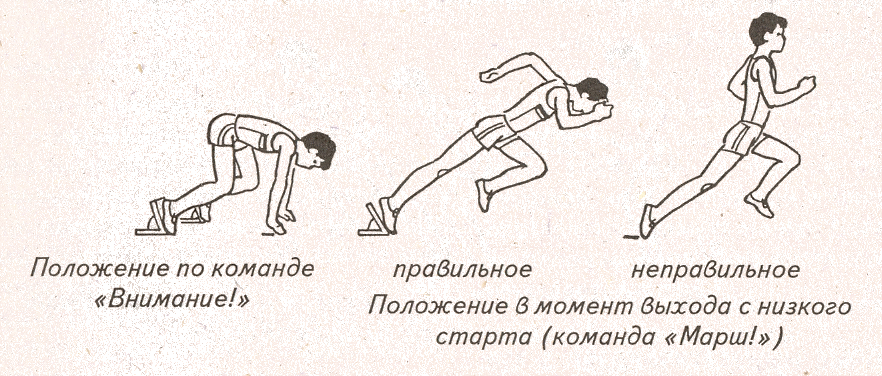 Положение по команде
«Внимание!»
правильное
неправильное
Положение в момент выхода с низкого
старта (команда «Марш!»)